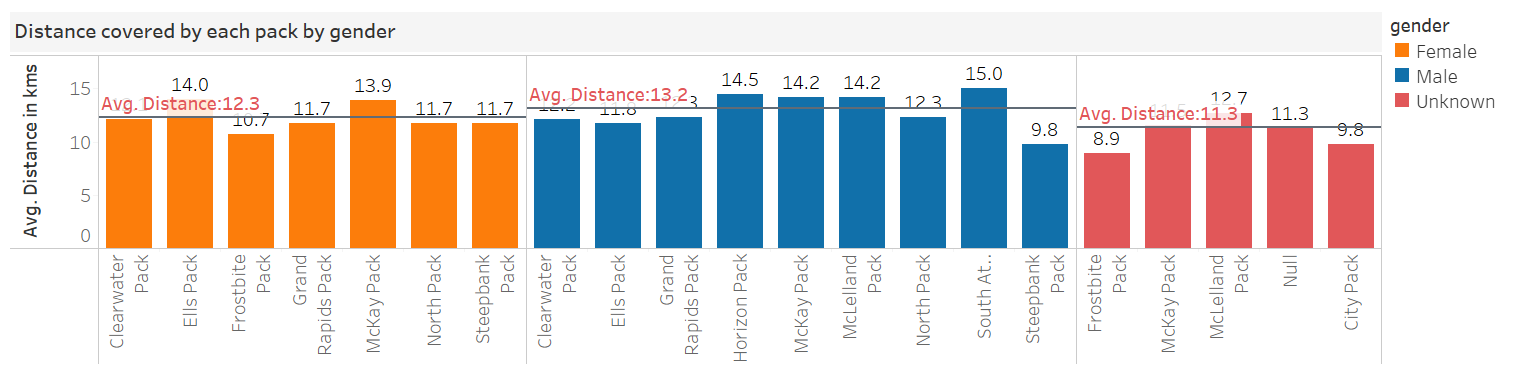 Distance covered by each pack by gender
gender
Female
Male
Unknown
Avg. Distance in kms
15
10
5
0
Avg. Distance:12.3
14.0
10.7
11.7
13.9
11.7
11.7
Avg. Distance:13.2
12.2
11.8
14.5
14.2
14.2
12.3
15.0
9.8
Avg. Distance:11.3
8.9
11.5
12.7
11.3
9.8
Clearwater
Pack
Ells Pack
Frostbite
Pack
Grand
Rapids Pack
McKay Pack
North Pack
Steepbank
Pack
Clearwater
Pack
Ells Pack
Grand
Rapids Pack
Horizon Pack
McKay Pack
McLelland
Pack
North Pack
South At..
Steepbank
Pack
Frostbite
Pack
McKay Pack
McLelland
Pack
Null
City Pack